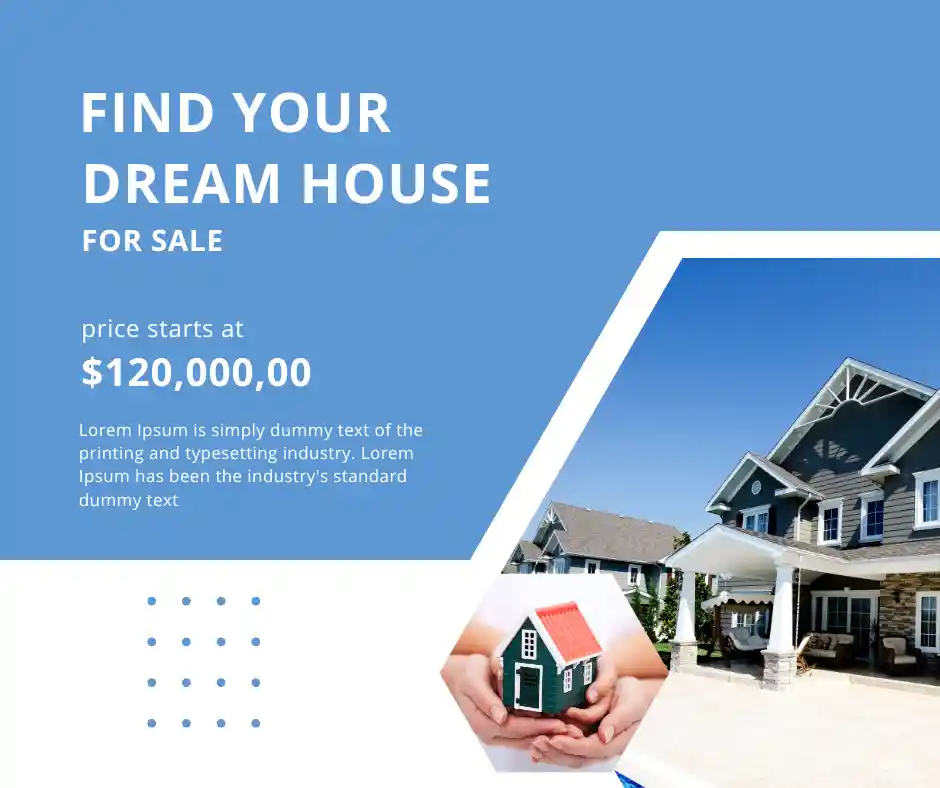 FIND YOUR
DREAM HOUSE
FOR SALE
price starts at
$120,000,00
Lorem Ipsum is simply dummy text of the
printing and typesetting industry. Lorem
Ipsum has been the industry's standard
dummy text